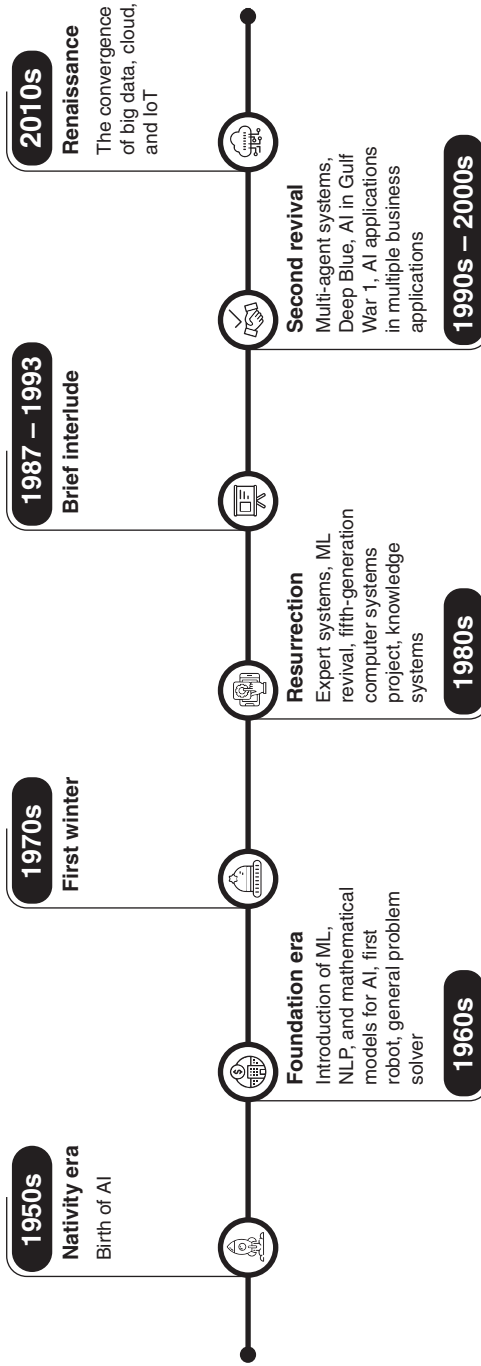 1950s
Nativity era
Birth of AI
1960s
Foundation era
Introduction of ML,
NLP, and mathematical
models for AI, first
robot, general problem
solver
1970s
First winter
1980s
Resurrection
Expert systems, ML
revival, fifth-generation
computer systems
project, knowledge
systems
1987 – 1993
Brief interlude
1990s – 2000s
Second revival
Multi-agent systems,
Deep Blue, AI in Gulf
War 1, AI applications
in multiple business
applications
2010s
Renaissance
The convergence
of big data, cloud,
and IoT